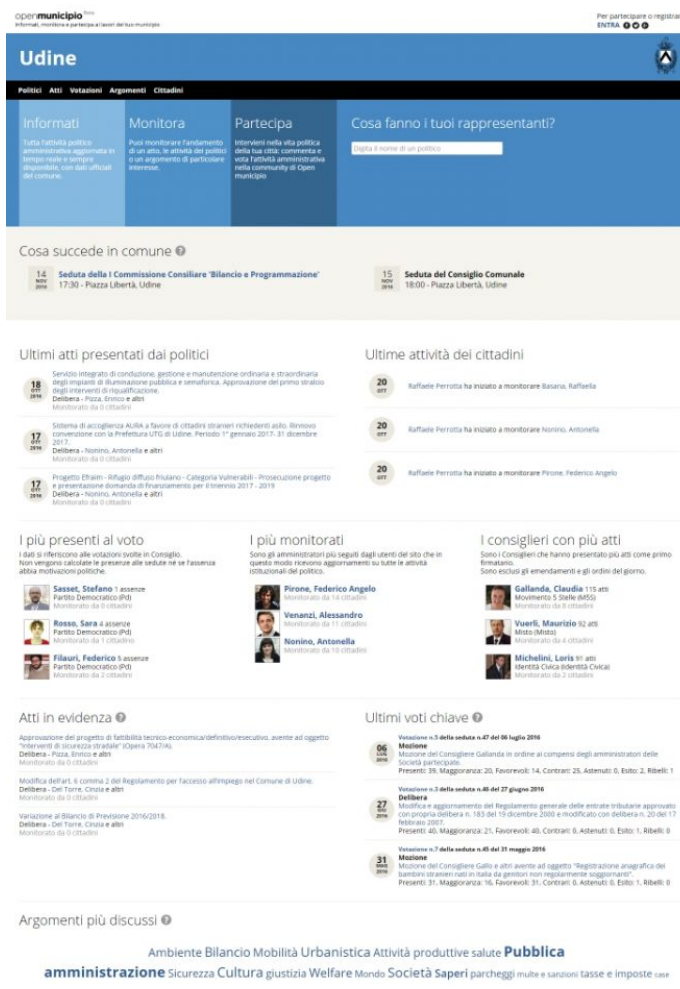 openmunicipio Beta
Informati, monitora e partecipa ai lavori del tuo municipio
Per partecipare o registrar
ENTRA
Udine
Politici Atti Votazioni Argomenti Cittadini
Informati
Tutta l'attività politico
amministrativa aggiornata in
tempo reale e sempre
disponibile, con dati ufficiali
del comune.
Monitora
Puoi monitorare l'andamento
di un atto, le attività dei politici
o un argomento di particolare
interesse.
Partecipa
Intervieni nella vita politica
della tua città: commenta e
vota l'attività amministrativa
nella community di Open
municipio
Cosa fanno i tuoi rappresentanti?
Digita il nome di un politico
Cosa succede in comune
14
NOV
2016
Seduta della I Commissione Consiliaro 'Bilancio e Programmazione'
17:30 - Piazza Libertà, Udine
15
NOV
2016
Seduta del Consiglio Comunale
18:00 - Piazza Libertà, Udine
Ultimi atti presentati dai politici
18
OTT
2016
Servizio integrato di conduzione, gestione e manutenzione ordinaria e straordinaria
degli impianti di illuminazione pubblica e semaforica. Approvazione del primo stralcio
degli interventi di riqualificazione.
Delibera - Pizza, Enrico e altri
Monitorato da 0 cittadini
17
OTT
2016
Sistema di accoglienza AURA a favore di cittadini stranieri richiedenti asilo. Rinnovo
convenzione con la Prefettura UTG di Udine. Periodo 1° gennaio 2017- 31 dicembre
2017.
Delibera - Nonino, Antonella e altri
Monitorato da 0 cittadini
17
OTT
2016
Progetto Efraim - Rifugio diffuso friulano - Categoria Vulnerabili - Prosecuzione progetto
e presentazione domanda di finanziamento per il triennio 2017 - 2019
Delibera - Nonino, Antonella e altri
Monitorato da 0 cittadini
Ultime attività dei cittadini
20
OTT
Raffaele Perrotta ha iniziato a monitorare Basana, Raffaella
20
OTT
Raffaele Perrotta ha iniziato a monitorare Nonino, Antonella
20
OTT
Raffaele Perrotta ha iniziato a monitorare Pirone, Federico Angelo
I più presenti al voto
I dati si riferiscono alle votazioni svolte in Consiglio.
Non vengono calcolate le presenze alle sedute né se l'assenza
abbia motivazioni politiche.
Sasset, Stefano 1 assenze
Partito Democratico (Pd)
Monitorato da 0 cittadini
Rosso, Sara 4 assenze
Partito Democratico (Pd)
Monitorato da 1 cittadino
Filauri, Federico 5 assenze
Partito Democratico (Pd)
Monitorato da 2 cittadini
I più monitorati
Sono gli amministratori più seguiti dagli utenti del sito che in
questo modo ricevono aggiornamenti su tutte le attività
istituzionali del politico.
Pirone, Federico Angelo
Monitorato da 14 cittadini
Venanzi, Alessandro
Monitorato da 11 cittadini
Nonino, Antonella
Monitorato da 10 cittadini
I consiglieri con più atti
Sono i Consiglieri che hanno presentato più atti come primo
firmatario.
Sono esclusi gli emendamenti e gli ordini del giorno.
Gallanda, Claudia 115 atti
Movimento 5 Stelle (M5S)
Monitorato da 8 cittadini
Vuerli, Maurizio 92 atti
Misto (Misto)
Monitorato da 4 cittadini
Michelini, Loris 91 atti
Identità Civica (Identità Civica)
Monitorato da 2 cittadini
Atti in evidenza
Approvazione del progetto di fattibilità tecnico-economica/definitivo/esecutivo, avente ad oggetto
"Interventi di sicurezza stradale" (Opera 7047/A).
Delibera - Pizza, Enrico e altri
Monitorato da 0 cittadini
Modifica dell'art. 6 comma 2 del Regolamento per l'accesso all'impiego nel Comune di Udine.
Delibera - Del Torre, Cinzia e altri
Monitorato da 0 cittadini
Variazione al Bilancio di Previsione 2016/2018.
Delibera - Del Torre, Cinzia e altri
Monitorato da 0 cittadini
Ultimi voti chiave
06
LUG
2016
Votazione n.5 della seduta n.47 del 06 luglio 2016
Mozione
Mozione del Consigliere Gallanda in ordine ai compensi degli amministratori delle
Società partecipate.
Presenti: 39, Maggioranza: 20, Favorevoli: 14, Contrari: 25, Astenuti: 0, Esito: 2, Ribelli: 1
27
GIU
2016
Votazione n.3 della seduta n.46 del 27 giugno 2016
Delibera
Modifica e aggiornamento del Regolamento generale delle entrate tributarie approvato
con propria delibera n. 183 del 19 dicembre 2000 e modificato con delibera n. 20 del 17
febbraio 2007.
Presenti: 40, Maggioranza: 21, Favorevoli: 40, Contrari: 0, Astenuti: 0, Esito: 1, Ribelli: 0
31
MAG
2016
Votazione n.7 della seduta n.45 del 31 maggio 2016
Mozione
Mozione del Consigliere Gallo e altri avente ad oggetto "Registrazione anagrafica dei
bambini stranieri nati in Italia da genitori non regolarmente soggiornanti".
Presenti: 31, Maggioranza: 16, Favorevoli: 31, Contrari: 0, Astenuti: 0, Esito: 1, Ribelli: 0
Argomenti più discussi
Ambiente Bilancio Mobilità Urbanistica Attività produttive salute Pubblica
amministrazione Sicurezza Cultura giustizia Welfare Mondo Società Saperi parcheggi multe e sanzioni tasse e imposte case